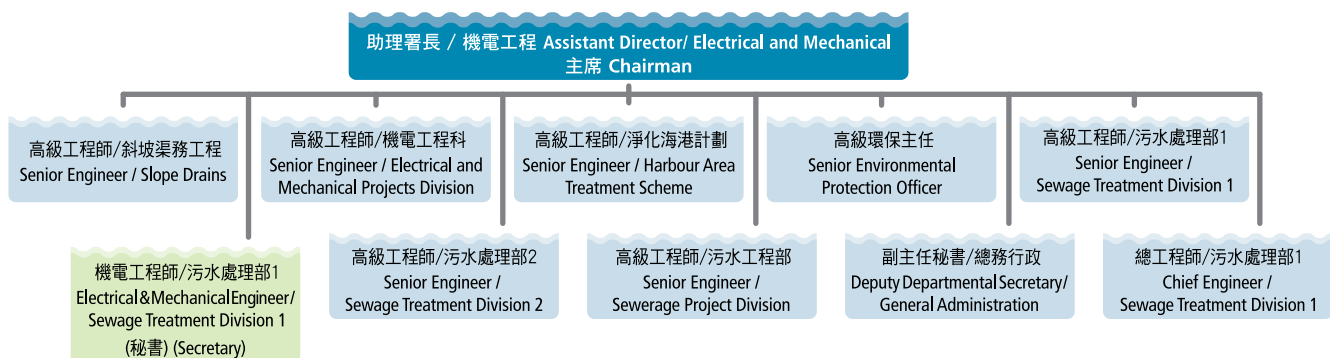 助理署長 / 機電工程 Assistant Director/ Electrical and Mechanical
主席 Chairman
高級工程師/斜坡渠務工程
Senior Engineer / Slope Drains
高級工程師/機電工程科
Senior Engineer / Electrical and
Mechanical Projects Division
高級工程師/淨化海港計劃
Senior Engineer / Harbour Area
Treatment Scheme
高級環保主任
Senior Environmental
Protection Officer
高級工程師/污水處理部1
Senior Engineer /
Sewage Treatment Division 1
機電工程師/污水處理部1
Electrical & Mechanical Engineer/
Sewage Treatment Division 1
(秘書) (Secretary)
高級工程師/污水處理部2
Senior Engineer /
Sewage Treatment Division 2
高級工程師/污水工程部
Senior Engineer /
Sewerage Project Division
副主任秘書/總務行政
Deputy Departmental Secretary/
General Administration
總工程師/污水處理部1
Chief Engineer /
Sewage Treatment Division 1